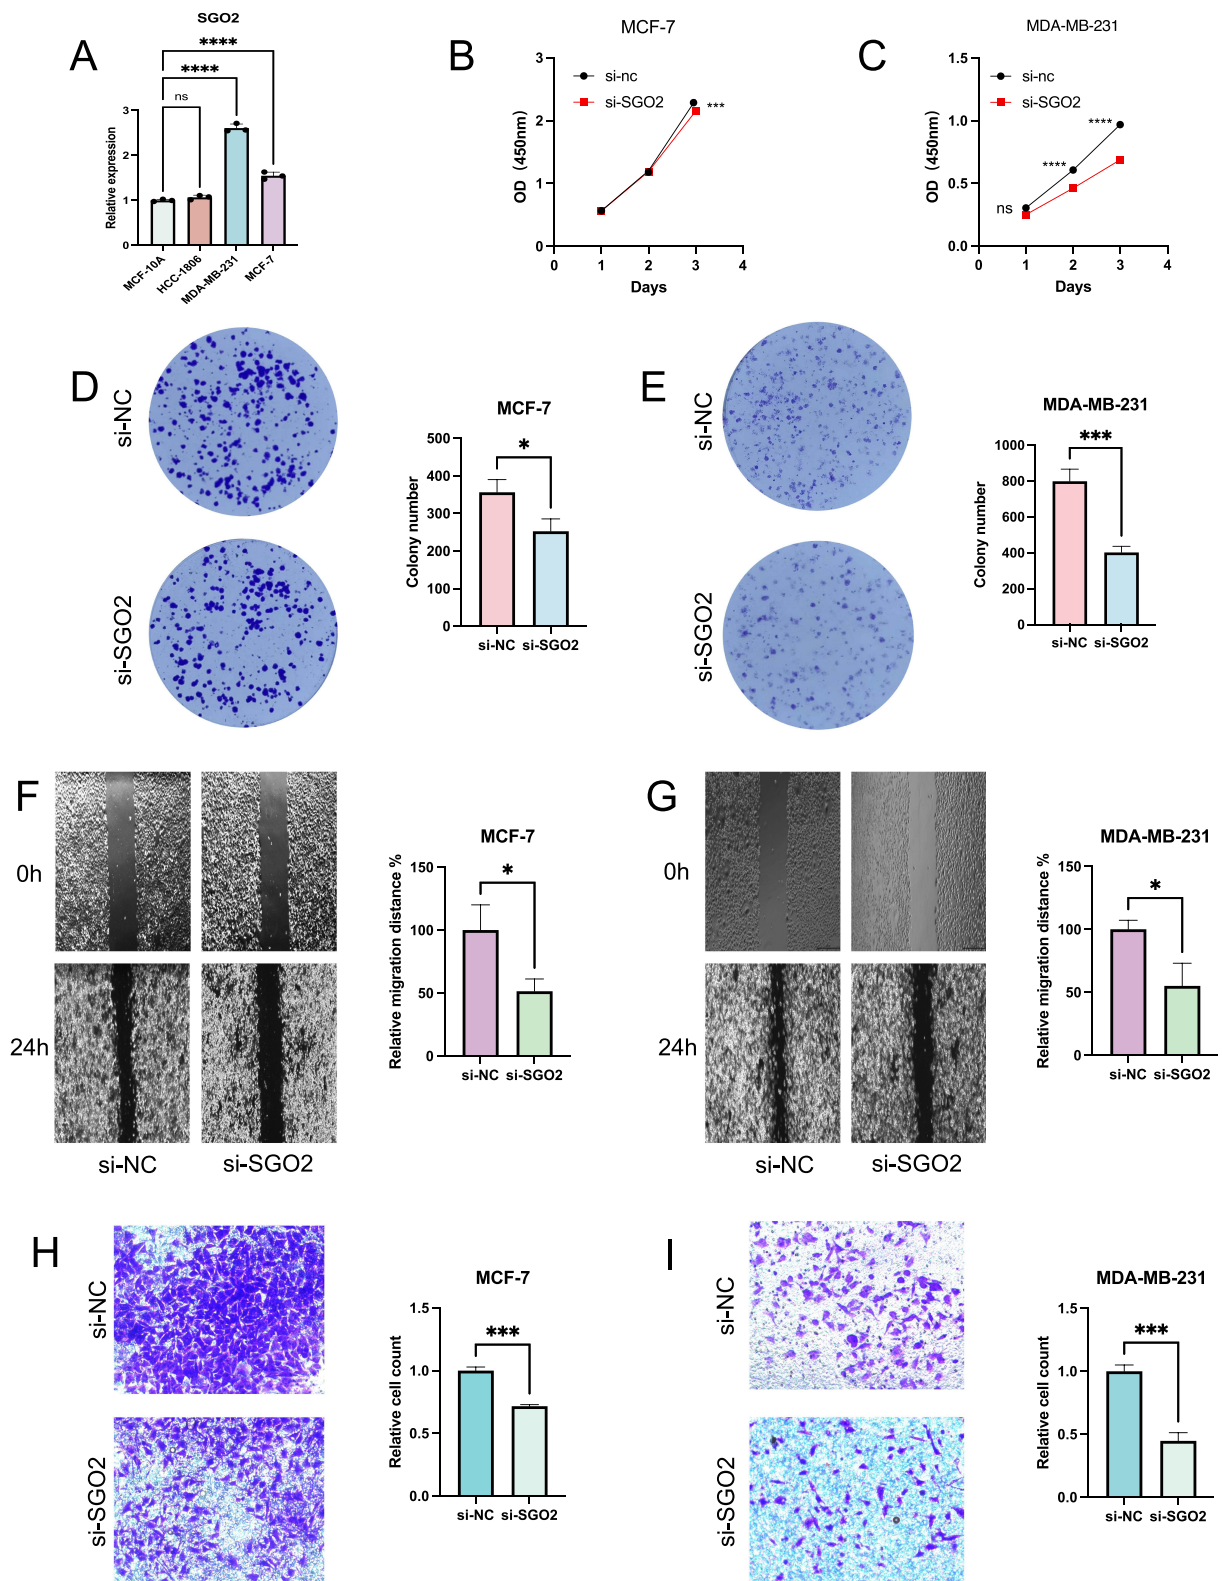 A
SGO2
****
****
ns
Relative expression
3
2
1
0
MCF-10A
HCC-1806
MDA-MB-231
MCF-7
B
MCF-7
si-nc
si-SGO2
***
OD (450nm)
3
2
1
0
0 1 2 3 4
Days
C
MDA-MB-231
si-nc
si-SGO2
****
****
ns
OD (450nm)
1.5
1.0
0.5
0.0
0 1 2 3 4
Days
D
si-NC
si-SGO2
MCF-7
*
Colony number
500
400
300
200
100
0
si-NC si-SGO2
E
si-NC
si-SGO2
MDA-MB-231
***
Colony number
1000
800
600
400
200
0
si-NC si-SGO2
F
0h
24h
si-NC si-SGO2
MCF-7
*
Relative migration distance %
150
100
50
0
si-NC si-SGO2
G
0h
24h
si-NC si-SGO2
MDA-MB-231
*
Relative migration distance %
150
100
50
0
si-NC si-SGO2
H
si-NC
si-SGO2
MCF-7
***
Relative cell count
1.5
1.0
0.5
0.0
si-NC si-SGO2
I
si-NC
si-SGO2
MDA-MB-231
***
Relative cell count
1.5
1.0
0.5
0.0
si-NC si-SGO2